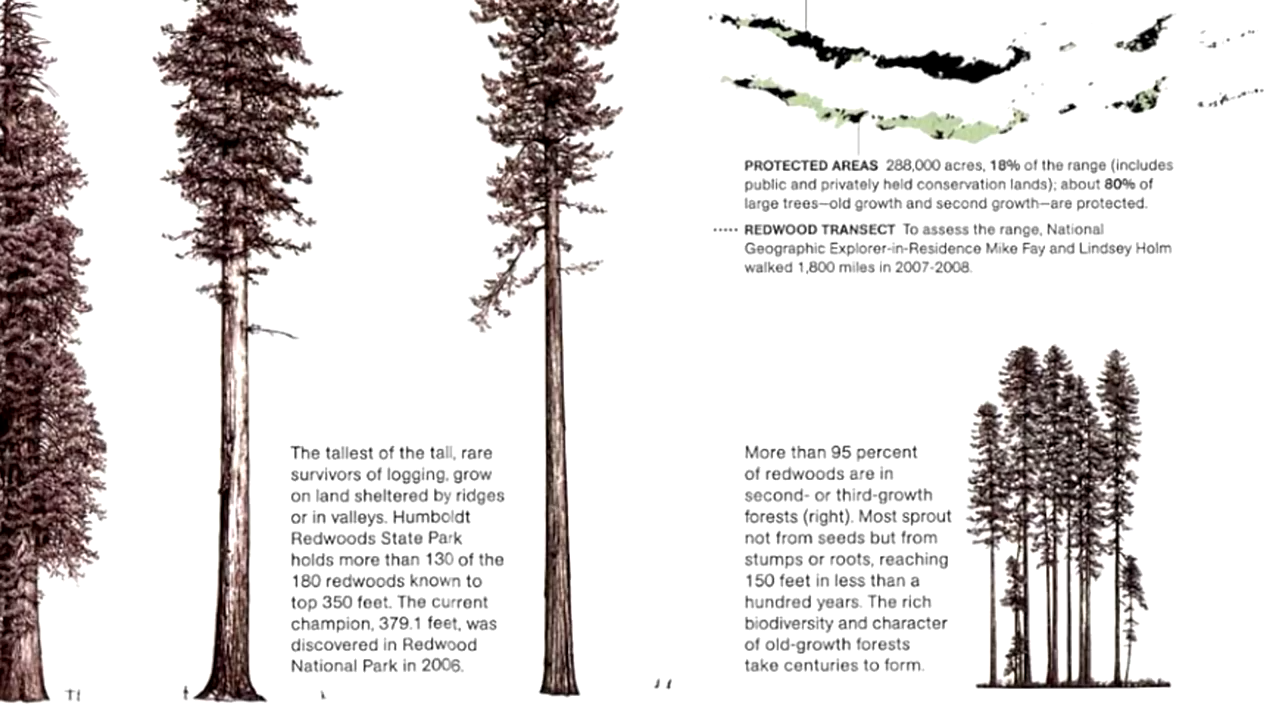 PROTECTED AREAS 288,000 acres, 18% of the range (includes
public and privately held conservation lands); about 80% of
large trees—old growth and second growth—are protected.
REDWOOD TRANSECT To assess the range, National
Geographic Explorer-in-Residence Mike Fay and Lindsey Holm
walked 1,800 miles in 2007-2008.
The tallest of the tall, rare
survivors of logging, grow
on land sheltered by ridges
or in valleys. Humboldt
Redwoods State Park
holds more than 130 of the
180 redwoods known to
top 350 feet. The current
champion, 379.1 feet, was
discovered in Redwood
National Park in 2006.
More than 95 percent
of redwoods are in
second- or third-growth
forests (right). Most sprout
not from seeds but from
stumps or roots, reaching
150 feet in less than a
hundred years. The rich
biodiversity and character
of old-growth forests
take centuries to form.